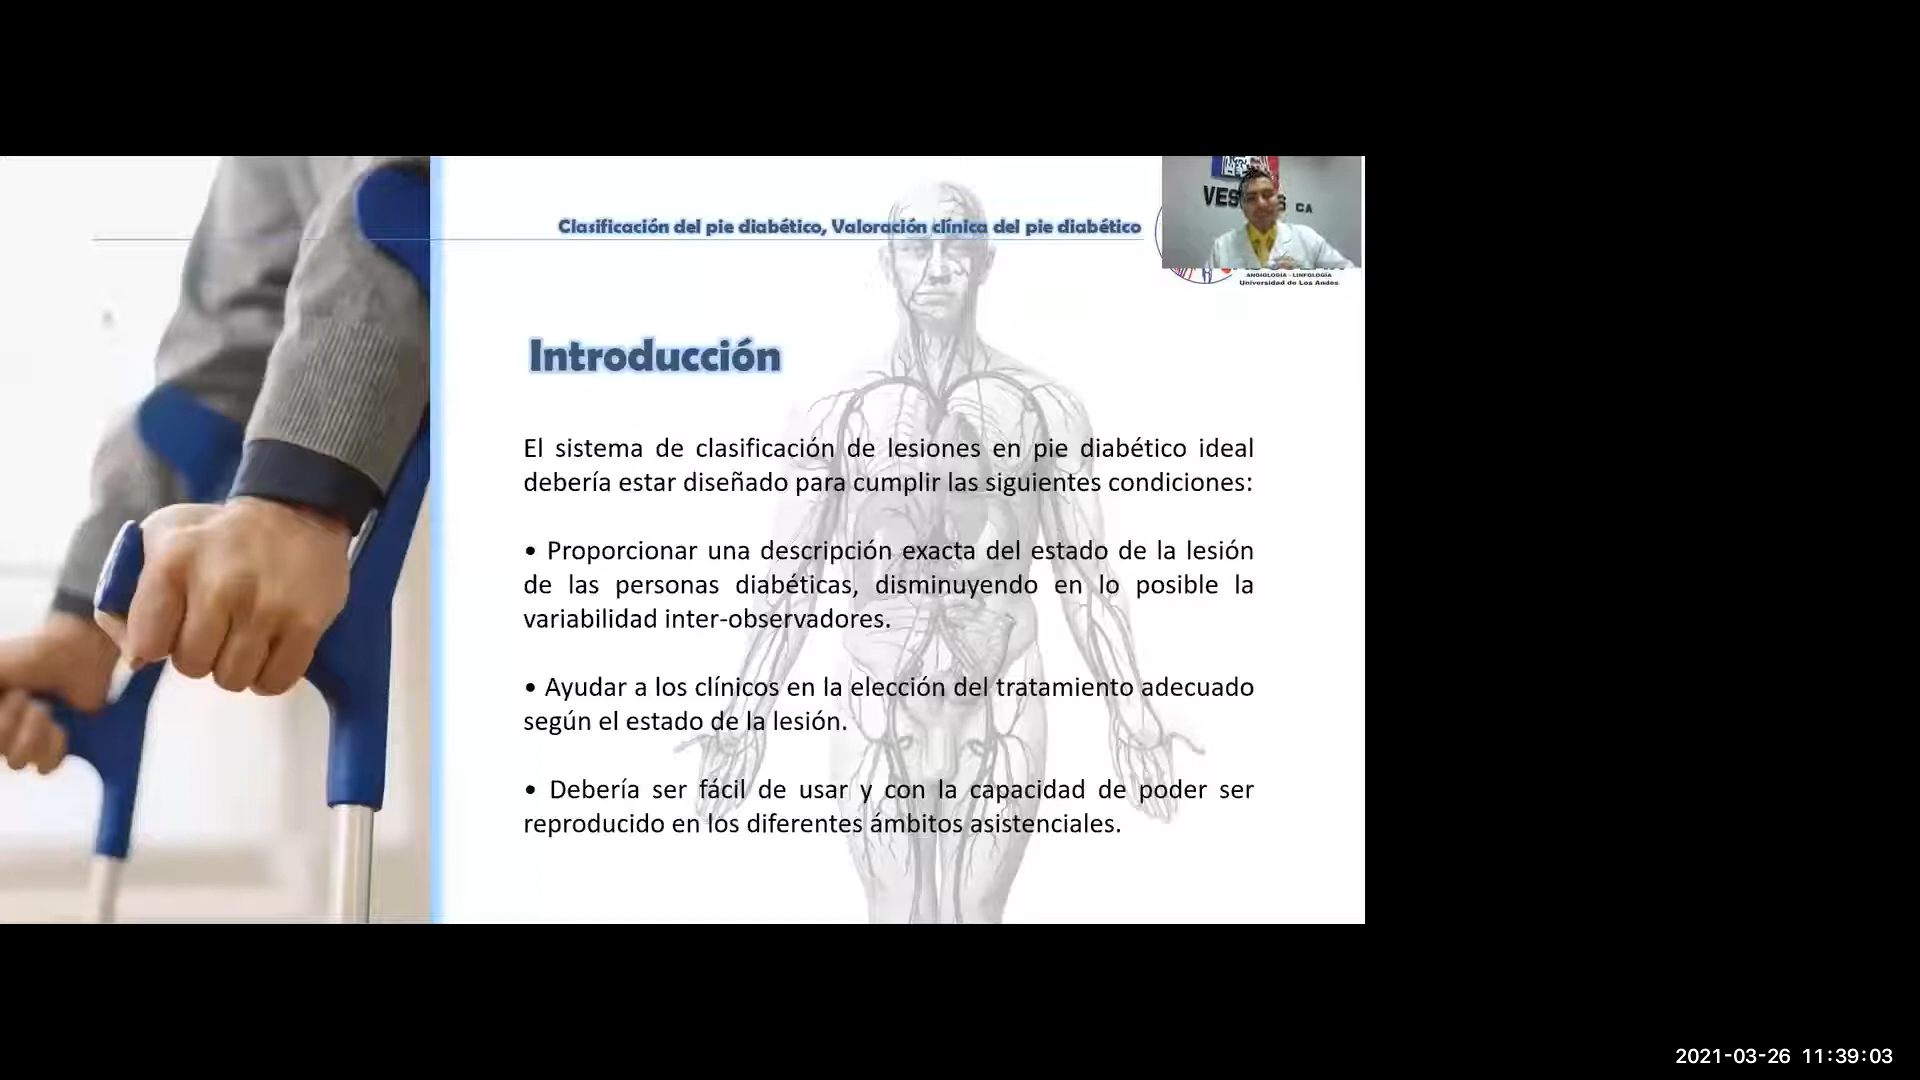 Clasificación del pie diabético, Valoración clínica del pie diabético
CA
ANGIOLOGÍA - LINFOLOGÍA
Universidad de Los Andes
Introducción
El sistema de clasificación de lesiones en pie diabético ideal
debería estar diseñado para cumplir las siguientes condiciones:
• Proporcionar una descripción exacta del estado de la lesión
de las personas diabéticas, disminuyendo en lo posible la
variabilidad inter-observadores.
• Ayudar a los clínicos en la elección del tratamiento adecuado
según el estado de la lesión.
• Debería ser fácil de usar y con la capacidad de poder ser
reproducido en los diferentes ámbitos asistenciales.
2021-03-26 11:39:03